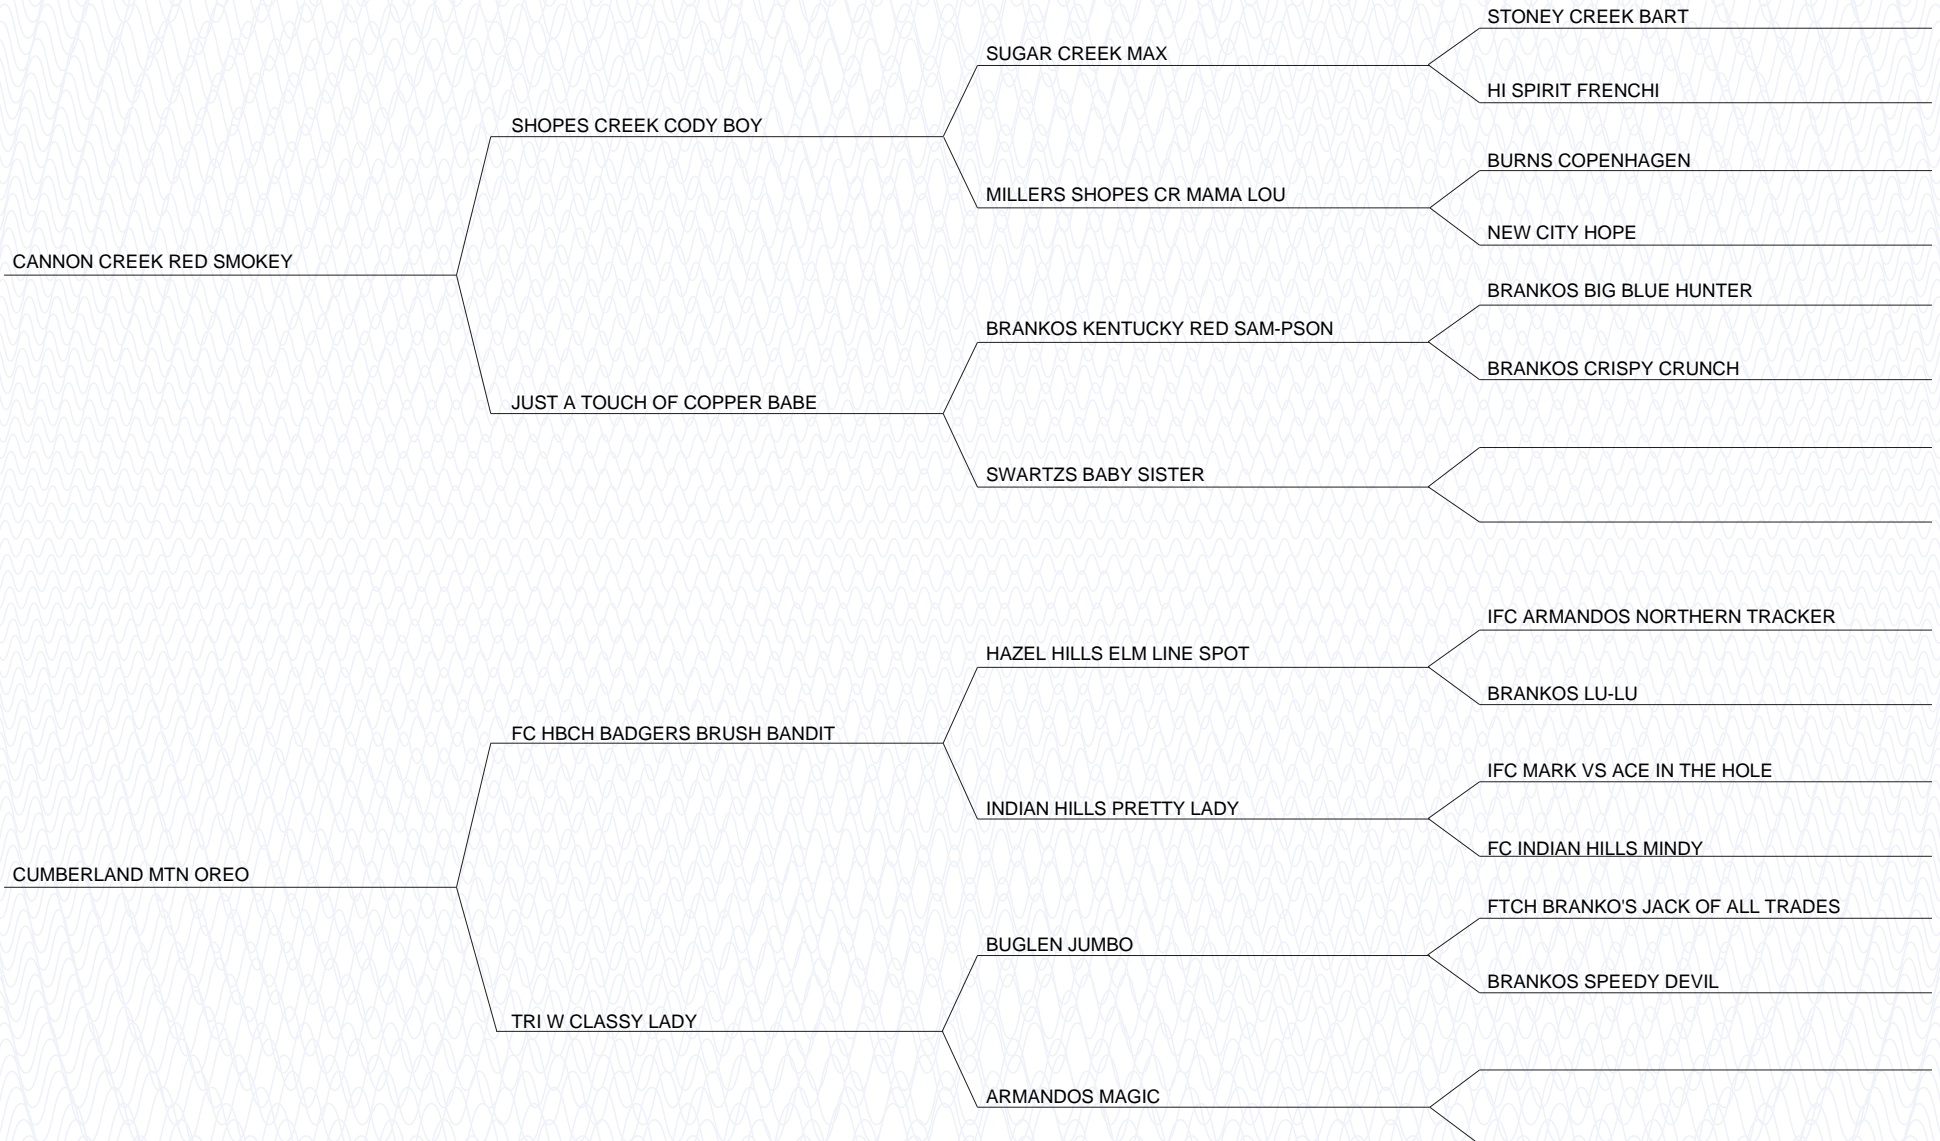 STONEY CREEK BART
SUGAR CREEK MAX
HI SPIRIT FRENCHI
SHOPES CREEK CODY BOY
BURNS COPENHAGEN
MILLERS SHOPES CR MAMA LOU
NEW CITY HOPE
CANNON CREEK RED SMOKEY
BRANKOS BIG BLUE HUNTER
BRANKOS KENTUCKY RED SAM-PSON
BRANKOS CRISPY CRUNCH
JUST A TOUCH OF COPPER BABE
SWARTZS BABY SISTER
IFC ARMANDOS NORTHERN TRACKER
HAZEL HILLS ELM LINE SPOT
BRANKOS LU-LU
FC HBCH BADGERS BRUSH BANDIT
IFC MARK VS ACE IN THE HOLE
INDIAN HILLS PRETTY LADY
FC INDIAN HILLS MINDY
CUMBERLAND MTN OREO
FTCH BRANKO'S JACK OF ALL TRADES
BUGLEN JUMBO
BRANKOS SPEEDY DEVIL
TRI W CLASSY LADY
ARMANDOS MAGIC